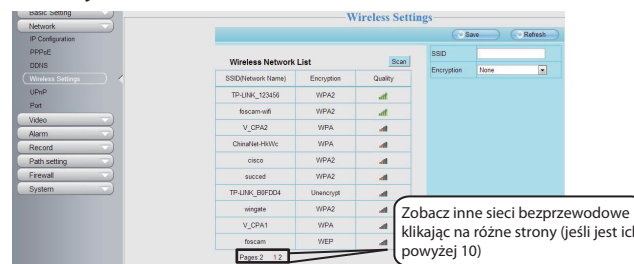 Basic Setting
Network
IP Configuration
PPPoE
DDNS
Wireless Settings
UPnP
Port
Video
Alarm
Record
Path setting
Firewall
System
Wireless Settings
Save Refresh
Wireless Network List Scan
SSID(Network Name) Encryption Quality
TP-LINK_123456 WPA2
foscam-wifi WPA2
V_CPA2 WPA
ChinaNet-HkWc WPA
cisco WPA2
succed WPA2
TP-LINK_B0FDD4 Unencrypt
wingate WPA2
V_CPA1 WPA
foscam WEP
Pages:2 1 2
SSID
Encryption None
Zobacz inne sieci bezprzewodowe
klikając na różne strony (jeśli jest ich
powyżej 10)